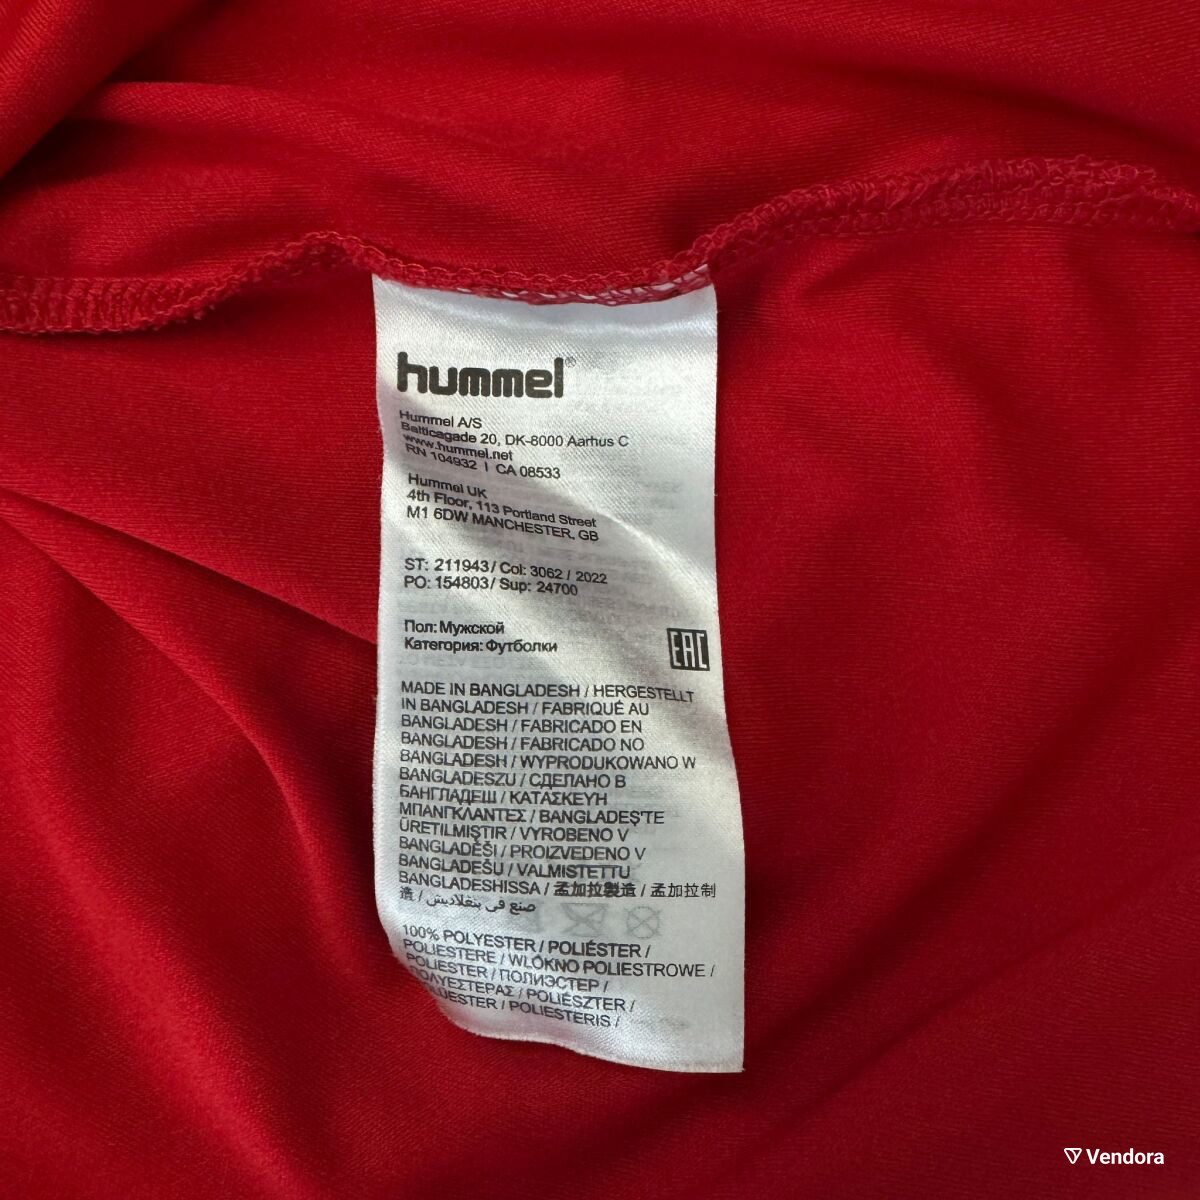 hummel®
Hummel A/S
Balticagade 20, DK-8000 Aarhus C
www.hummel.net
RN 104932 | CA 08533
Hummel UK
4th Floor, 113 Portland Street
M1 6DW MANCHESTER, GB
ST: 211943/ Col: 3062 / 2022
PO: 154803/ Sup: 24700
Пол: Мужской
Категория: Футболки
EAC
MADE IN BANGLADESH / HERGESTELLT
IN BANGLADESH / FABRIQUÉ AU
BANGLADESH / FABRICADO EN
BANGLADESH / FABRICADO NO
BANGLADESH / WYPRODUKOWANO W
BANGLADESZU / СДЕЛАНО В
БАНГЛАДЕШ / ΚΑΤΑΣΚΕΥΗ
ΜΠΑΝΓΚΛΑΝΤΕΣ / BANGLADEŞ'TE
ÜRETILMIŞTIR / VYROBENO V
BANGLADÉŠI / PROIZVEDENO V
BANGLADEŠU / VALMISTETTU
BANGLADESHISSA / 孟加拉製造 / 孟加拉制
造 / صنع في بنغلاديش
100% POLYESTER / POLIÉSTER /
POLIESTERE / WŁÓKNO POLIESTROWE /
POLIESTER / ПОЛИЭСТЕР /
ΠΟΛΥΕΣΤΕΡΑΣ / POLIÉSZTER /
POLIESTERIS /
Vendora